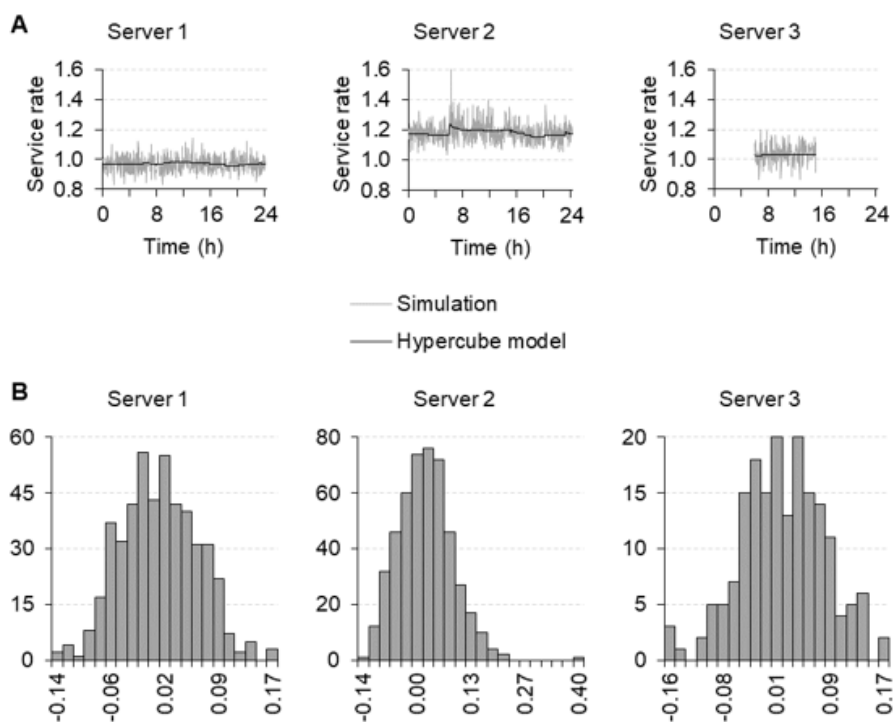 A
Server 1
Server 2
Server 3
Service rate
1.6
1.4
1.2
1.0
0.8
0 8 16 24
Time (h)
Service rate
1.6
1.4
1.2
1.0
0.8
0 8 16 24
Time (h)
Service rate
1.6
1.4
1.2
1.0
0.8
0 8 16 24
Time (h)
Simulation
Hypercube model
B
Server 1
Server 2
Server 3
60
45
30
15
0
-0.14 -0.06 0.02 0.09 0.17
80
60
40
20
0
-0.14 0.00 0.13 0.27 0.40
20
15
10
5
0
-0.16 -0.08 0.01 0.09 0.17